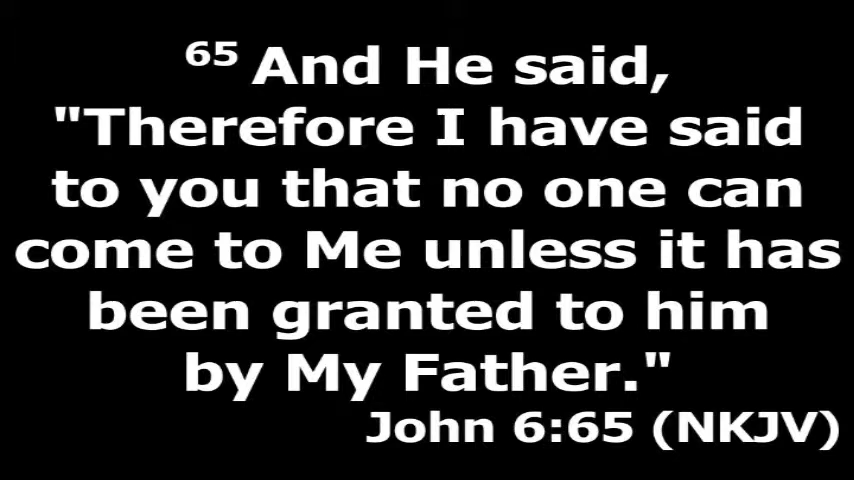 65 And He said,
"Therefore I have said
to you that no one can
come to Me unless it has
been granted to him
by My Father."
John 6:65 (NKJV)